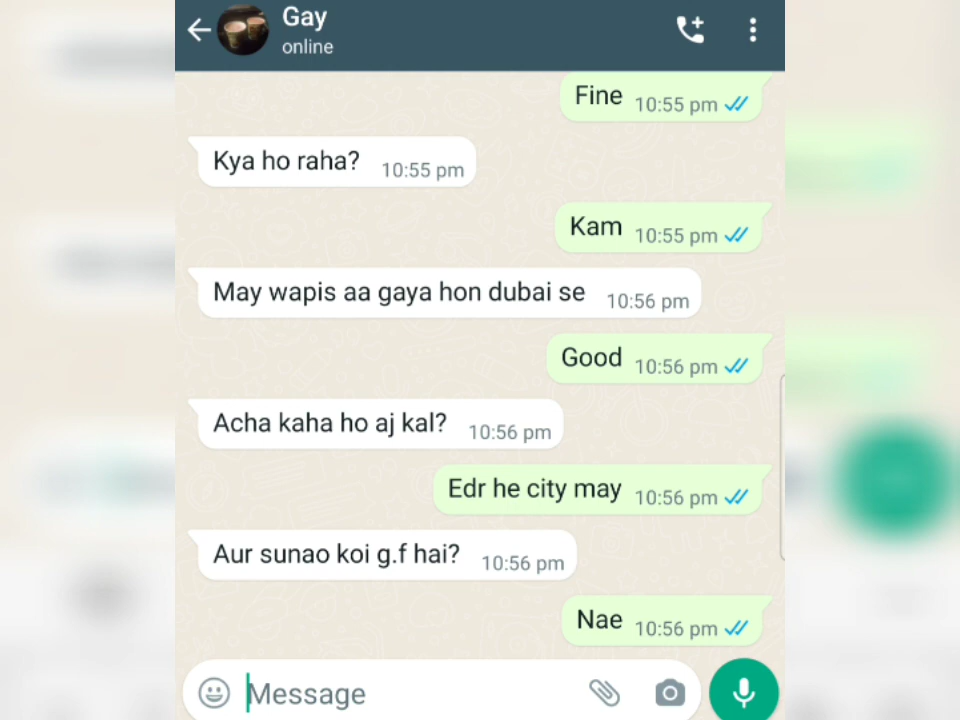 Gay
online
Fine 10:55 pm
Kya ho raha? 10:55 pm
Kam 10:55 pm
May wapis aa gaya hon dubai se 10:56 pm
Good 10:56 pm
Acha kaha ho aj kal? 10:56 pm
Edr he city may 10:56 pm
Aur sunao koi g.f hai? 10:56 pm
Nae 10:56 pm
Message